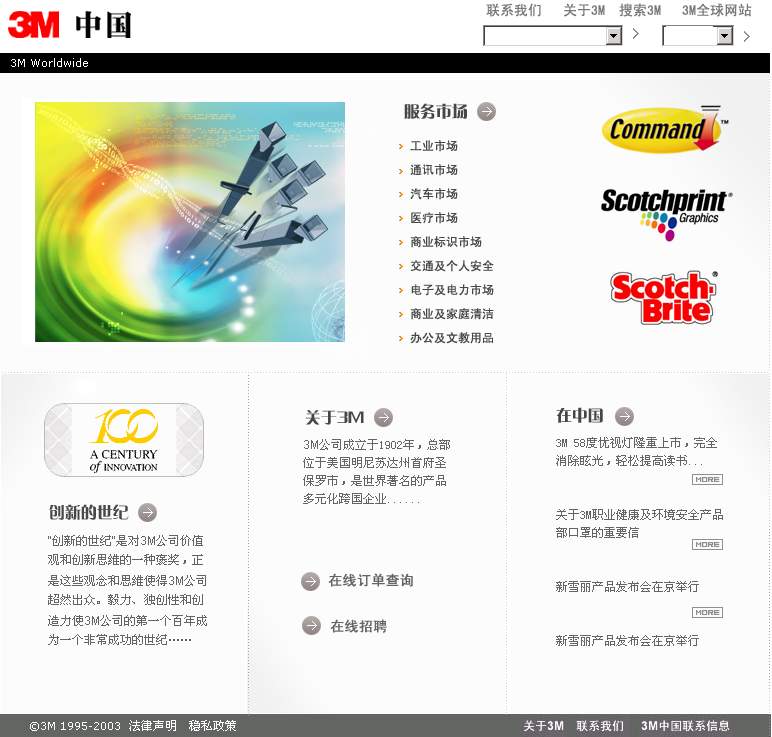 3M 中国
联系我们 关于3M 搜索3M 3M全球网站
3M Worldwide
服务市场
工业市场
通讯市场
汽车市场
医疗市场
商业标识市场
交通及个人安全
电子及电力市场
商业及家庭清洁
办公及文教用品
Command™
Scotchprint®
Graphics
Scotch-
Brite®
100
A CENTURY
of INNOVATION
创新的世纪
"创新的世纪"是对3M公司价值
观和创新思维的一种褒奖，正
是这些观念和思维使得3M公司
超然出众。毅力、独创性和创
造力使3M公司的第一个百年成
为一个非常成功的世纪……
关于3M
3M公司成立于1902年，总部
位于美国明尼苏达州首府圣
保罗市，是世界著名的产品
多元化跨国企业......
在线订单查询
在线招聘
在中国
3M 58度优视灯隆重上市，完全
消除眩光，轻松提高读书...
MORE
关于3M职业健康及环境安全产品
部口罩的重要信
MORE
新雪丽产品发布会在京举行
MORE
新雪丽产品发布会在京举行
©3M 1995-2003 法律声明 隐私政策
关于3M 联系我们 3M中国联系信息